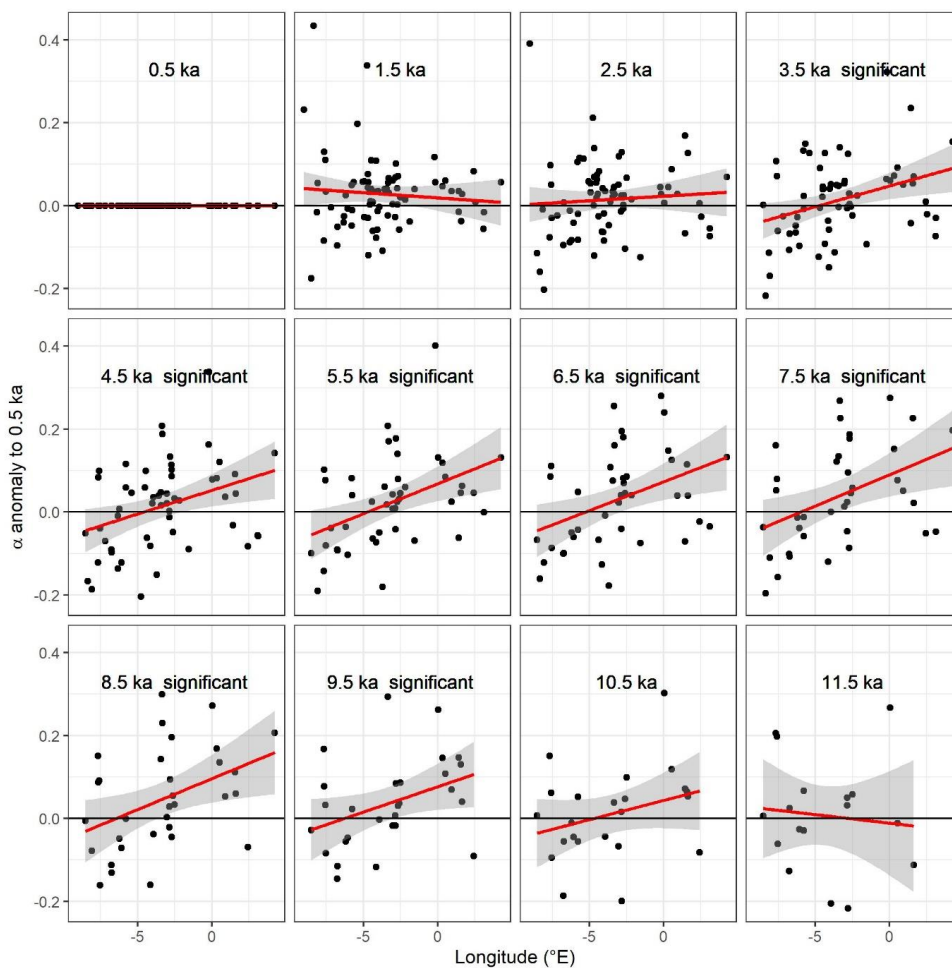 0.5 ka
1.5 ka
2.5 ka
3.5 ka significant
0.4
0.2
0.0
-0.2
4.5 ka significant
5.5 ka significant
6.5 ka significant
7.5 ka significant
0.4
0.2
0.0
-0.2
α anomaly to 0.5 ka
8.5 ka significant
9.5 ka significant
10.5 ka
11.5 ka
0.4
0.2
0.0
-0.2
-5 0 -5 0 -5 0 -5 0
Longitude (°E)